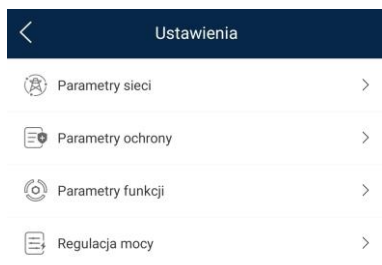 Ustawienia
Parametry sieci
Parametry ochrony
Parametry funkcji
Regulacja mocy